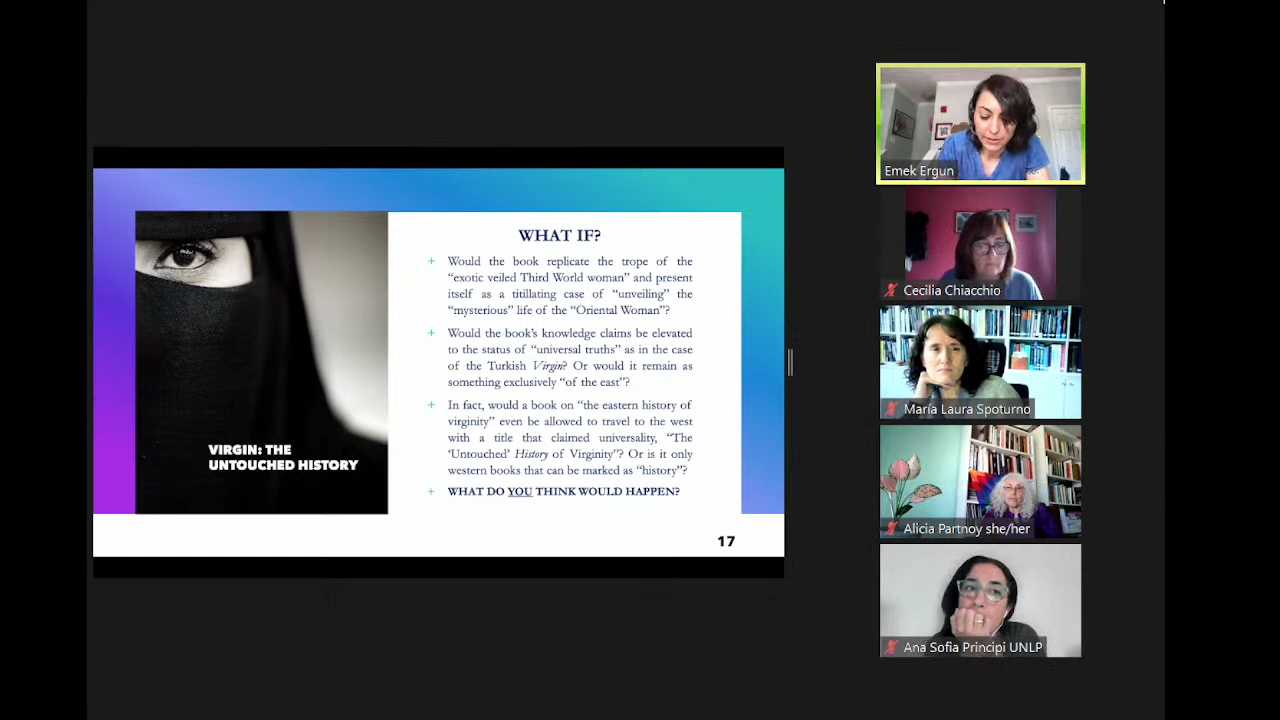 VIRGIN: THE
UNTOUCHED HISTORY
WHAT IF?
+ Would the book replicate the trope of the
“exotic veiled Third World woman” and present
itself as a titillating case of “unveiling” the
“mysterious” life of the “Oriental Woman”?
+ Would the book’s knowledge claims be elevated
to the status of “universal truths” as in the case
of the Turkish Virgin? Or would it remain as
something exclusively “of the east”?
+ In fact, would a book on “the eastern history of
virginity” even be allowed to travel to the west
with a title that claimed universality, “The
‘Untouched’ History of Virginity”? Or is it only
western books that can be marked as “history”?
+ WHAT DO YOU THINK WOULD HAPPEN?
17
Emek Ergun
Cecilia Chiacchio
María Laura Spoturno
Alicia Partnoy she/her
Ana Sofía Principi UNLP